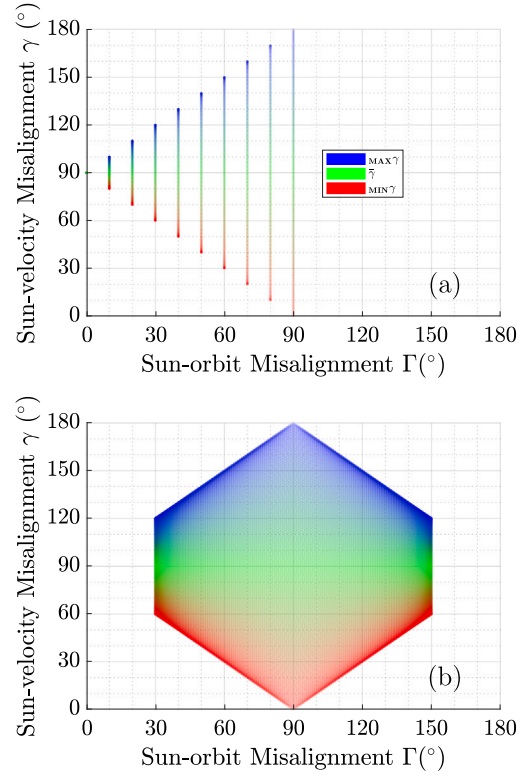 180
150
120
90
60
30
0
Sun-velocity Misalignment γ (°)
MAX γ
γ̄
MIN γ
(a)
0 30 60 90 120 150 180
Sun-orbit Misalignment Γ(°)
180
150
120
90
60
30
0
Sun-velocity Misalignment γ (°)
(b)
0 30 60 90 120 150 180
Sun-orbit Misalignment Γ(°)